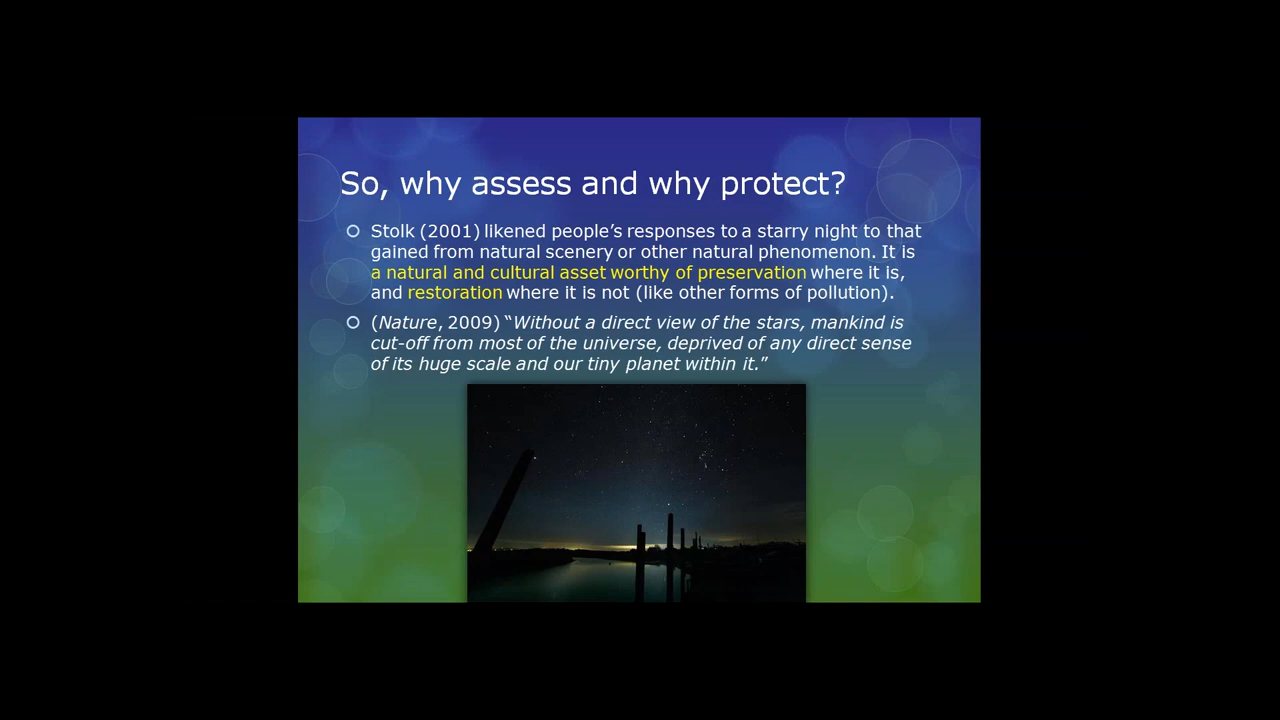 So, why assess and why protect?
Stolk (2001) likened people’s responses to a starry night to that
gained from natural scenery or other natural phenomenon. It is
a natural and cultural asset worthy of preservation where it is,
and restoration where it is not (like other forms of pollution).
(Nature, 2009) “Without a direct view of the stars, mankind is
cut-off from most of the universe, deprived of any direct sense
of its huge scale and our tiny planet within it.”